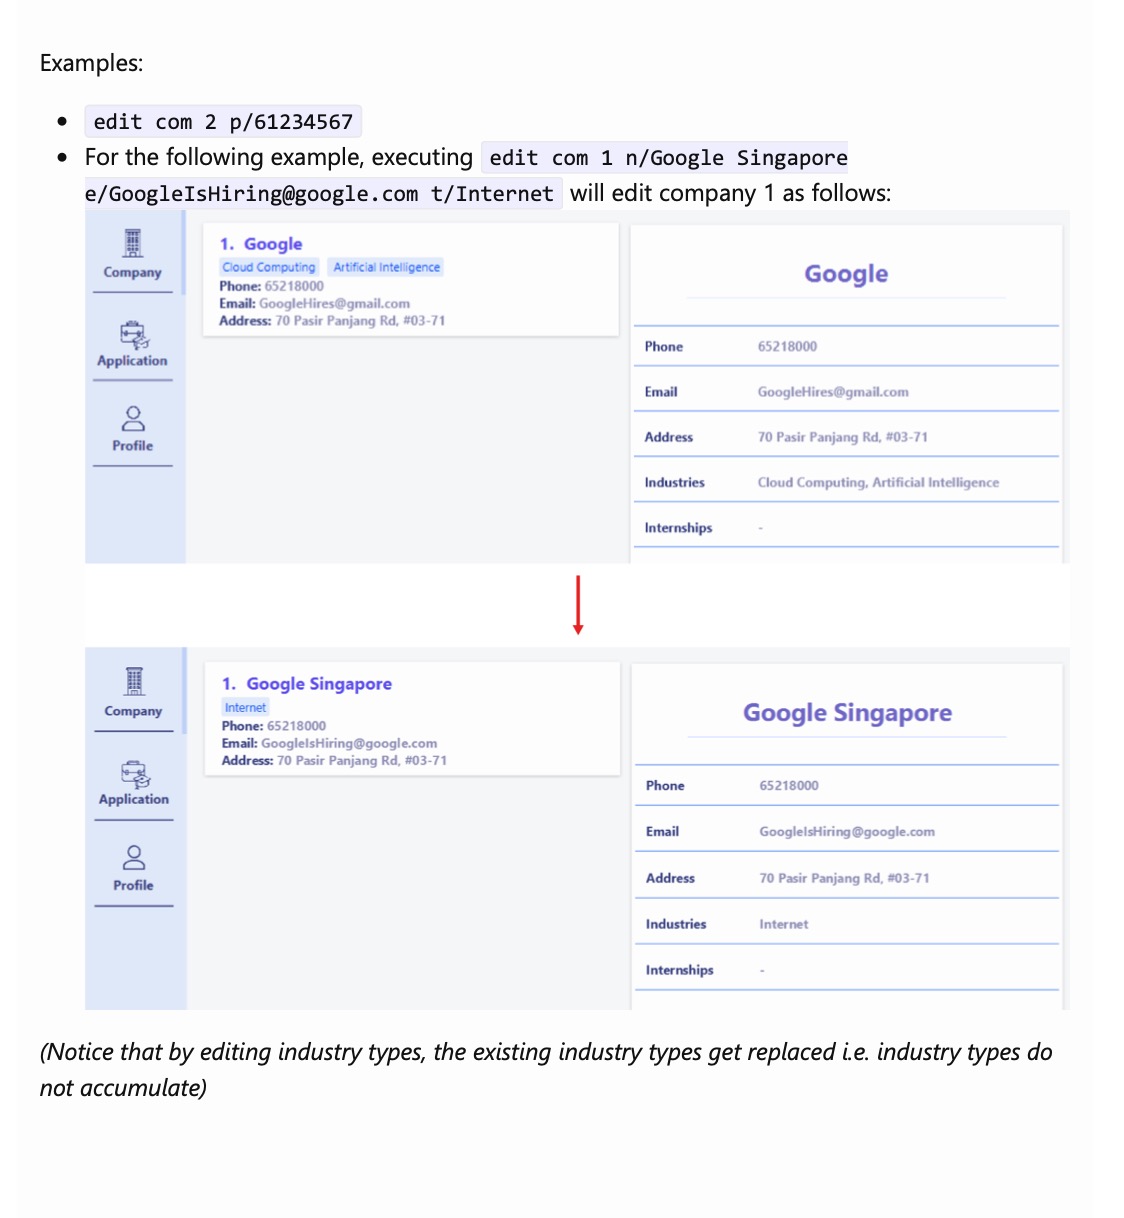 Examples:
edit com 2 p/61234567
For the following example, executing edit com 1 n/Google Singapore
e/GoogleIsHiring@google.com t/Internet will edit company 1 as follows:
Company
Application
Profile
1. Google
Cloud Computing Artificial Intelligence
Phone: 65218000
Email: GoogleHires@gmail.com
Address: 70 Pasir Panjang Rd, #03-71
Google
Phone 65218000
Email GoogleHires@gmail.com
Address 70 Pasir Panjang Rd, #03-71
Industries Cloud Computing, Artificial Intelligence
Internships -
Company
Application
Profile
1. Google Singapore
Internet
Phone: 65218000
Email: GoogleIsHiring@google.com
Address: 70 Pasir Panjang Rd, #03-71
Google Singapore
Phone 65218000
Email GoogleIsHiring@google.com
Address 70 Pasir Panjang Rd, #03-71
Industries Internet
Internships -
(Notice that by editing industry types, the existing industry types get replaced i.e. industry types do
not accumulate)